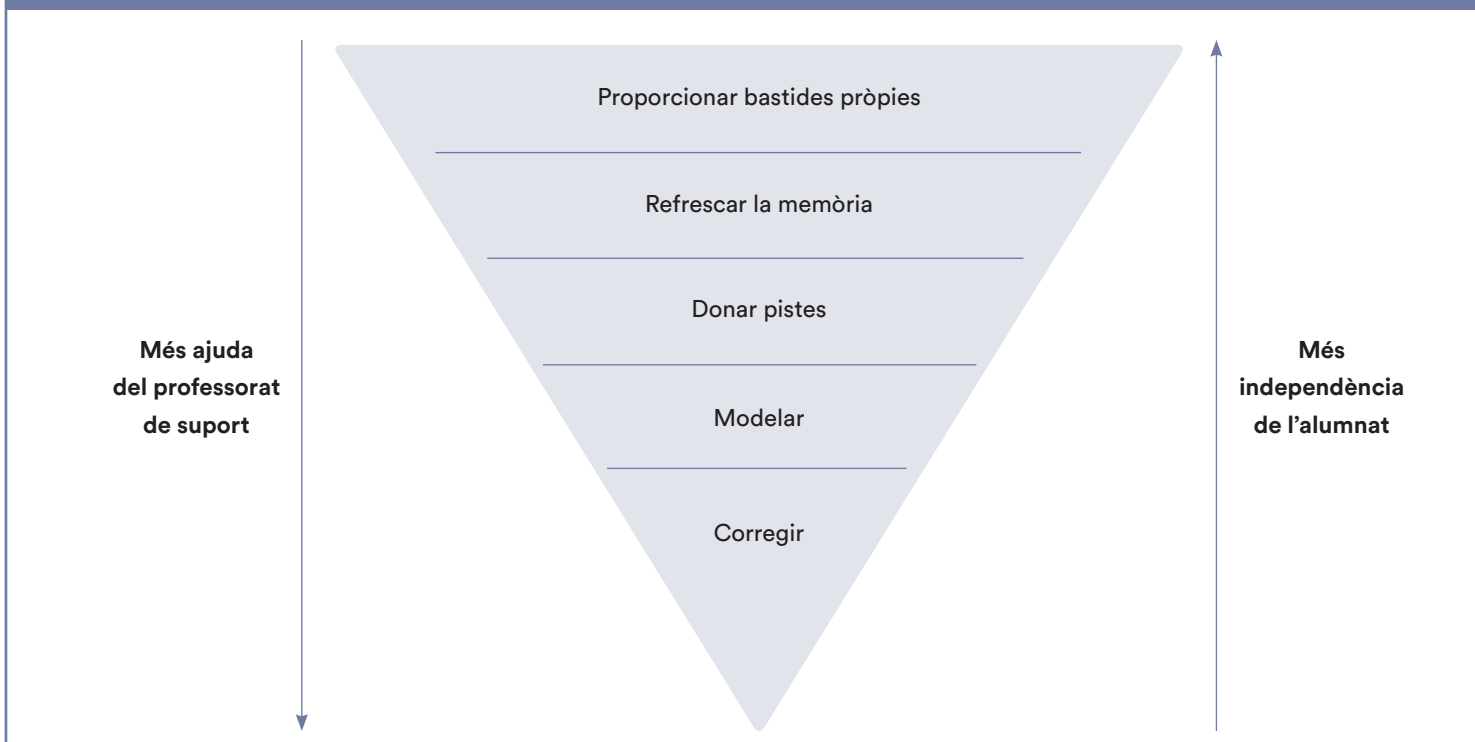 Proporcionar bastides pròpies
Refrescar la memòria
Donar pistes
Modelar
Corregir
Més ajuda
del professorat
de suport
Més
independència
de l’alumnat